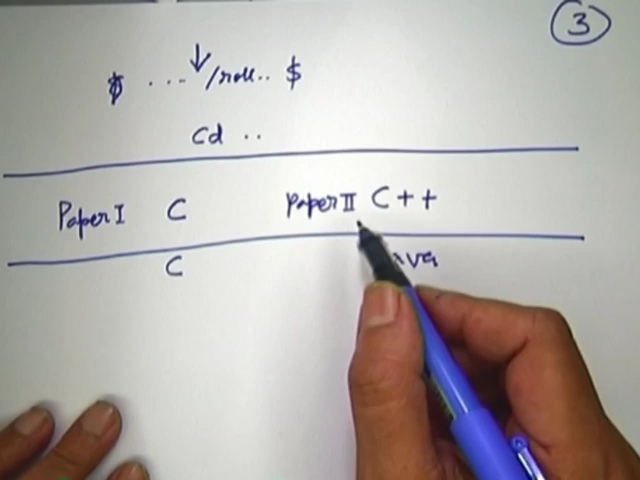 3
$ ... /roll.. $
cd ..
Paper I C Paper II C++
C